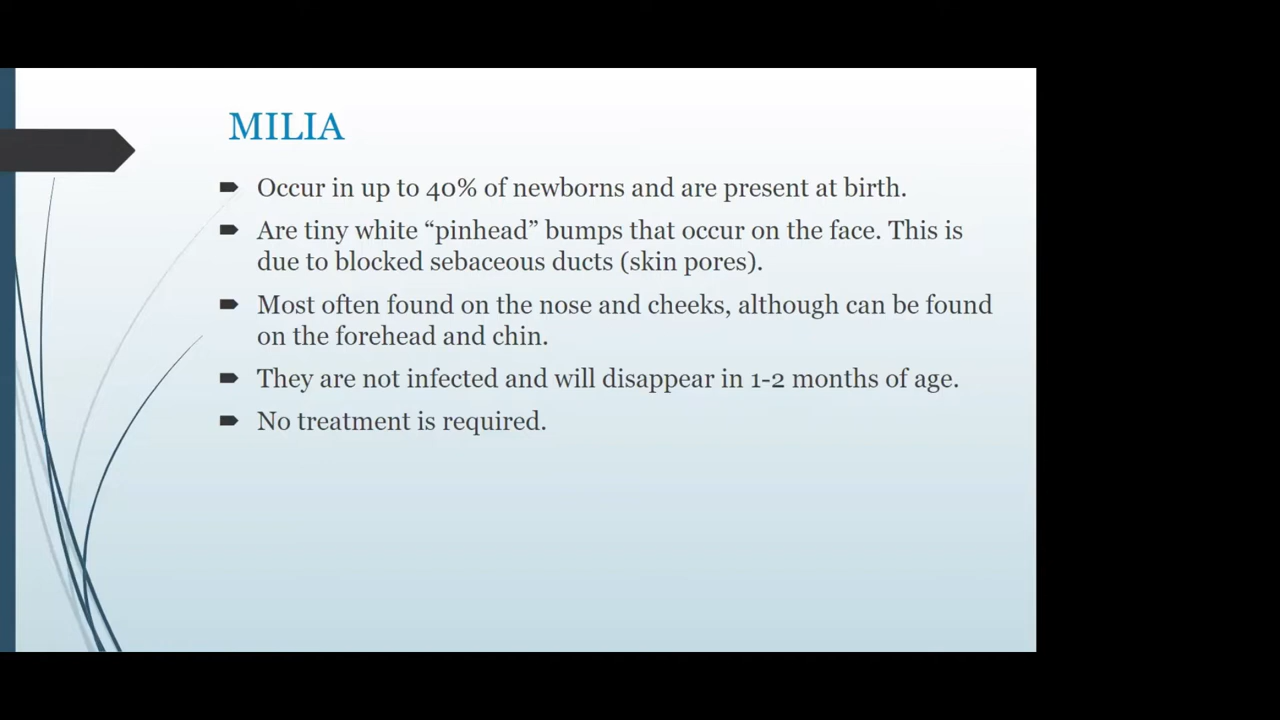 MILIA
Occur in up to 40% of newborns and are present at birth.
Are tiny white “pinhead” bumps that occur on the face. This is
due to blocked sebaceous ducts (skin pores).
Most often found on the nose and cheeks, although can be found
on the forehead and chin.
They are not infected and will disappear in 1-2 months of age.
No treatment is required.